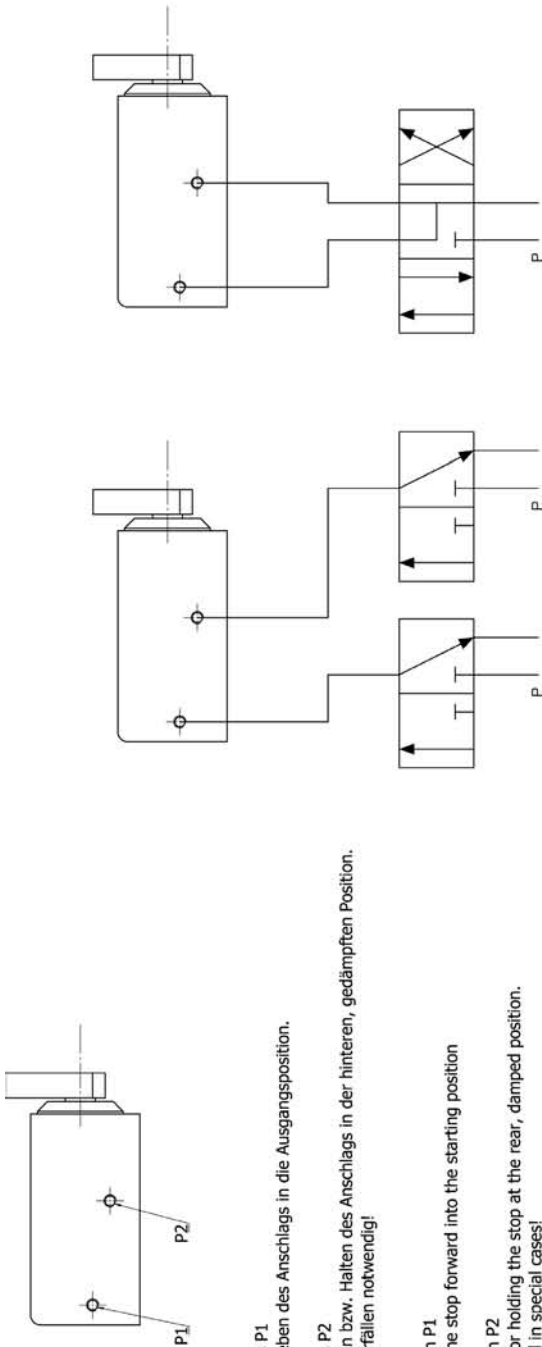 P1
P2
P1
eben des Anschlags in die Ausgangsposition.
P2
n bzw. Halten des Anschlags in der hinteren, gedämpften Position.
rfällen notwendig!
n P1
he stop forward into the starting position
n P2
or holding the stop at the rear, damped position.
l in special cases!
P
P
P